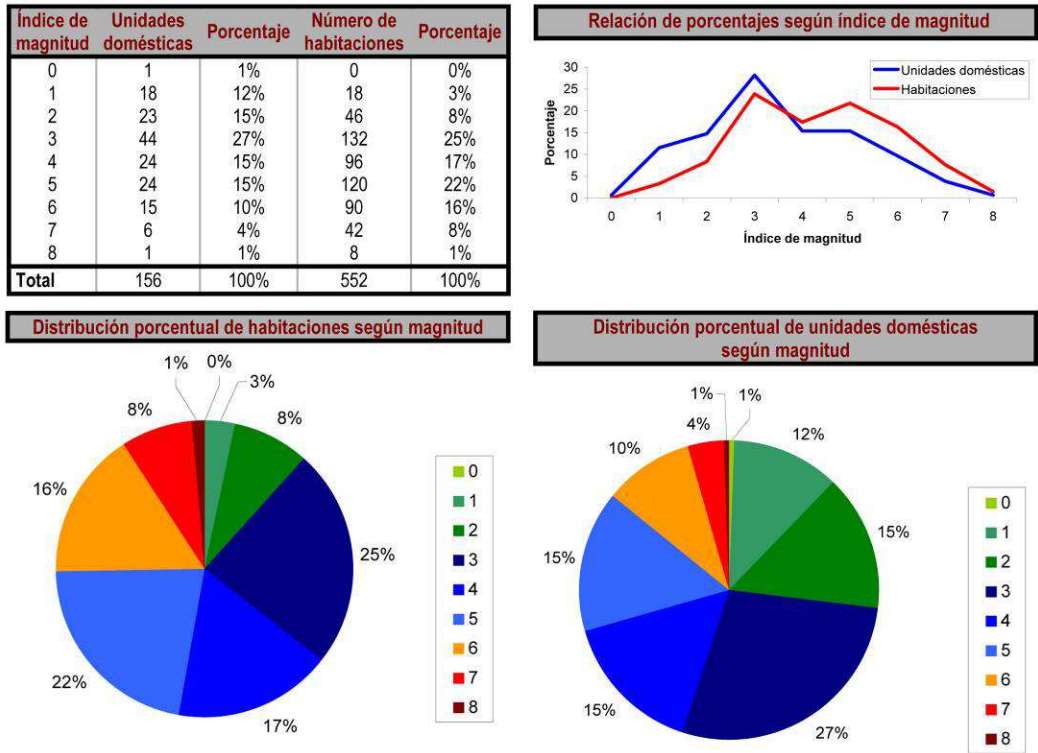 Índice de magnitud Unidades domésticas Porcentaje Número de habitaciones Porcentaje
0 1 1% 0 0%
1 18 12% 18 3%
2 23 15% 46 8%
3 44 27% 132 25%
4 24 15% 96 17%
5 24 15% 120 22%
6 15 10% 90 16%
7 6 4% 42 8%
8 1 1% 8 1%
Total 156 100% 552 100%
Relación de porcentajes según índice de magnitud
Unidades domésticas
Habitaciones
Porcentaje
30
25
20
15
10
5
0
0 1 2 3 4 5 6 7 8
Índice de magnitud
Distribución porcentual de habitaciones según magnitud
1% 0%
3%
8%
8%
16%
25%
22%
17%
0
1
2
3
4
5
6
7
8
Distribución porcentual de unidades domésticas
según magnitud
1% 1%
4%
12%
10%
15%
15%
15%
27%
0
1
2
3
4
5
6
7
8